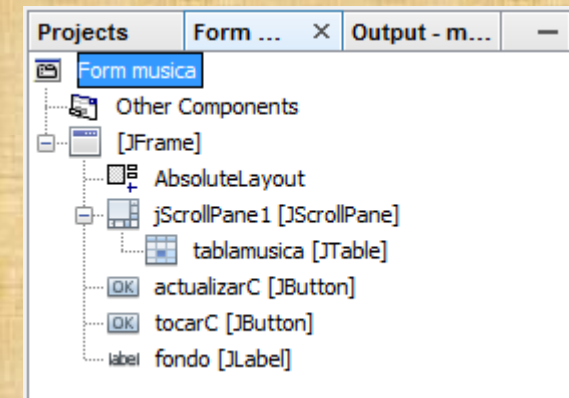 Projects Form ... × Output - m... —
Form musica
Other Components
[JFrame]
AbsoluteLayout
jScrollPane1 [JScrollPane]
tablamusica [JTable]
OK actualizarC [JButton]
OK tocarC [JButton]
label fondo [JLabel]